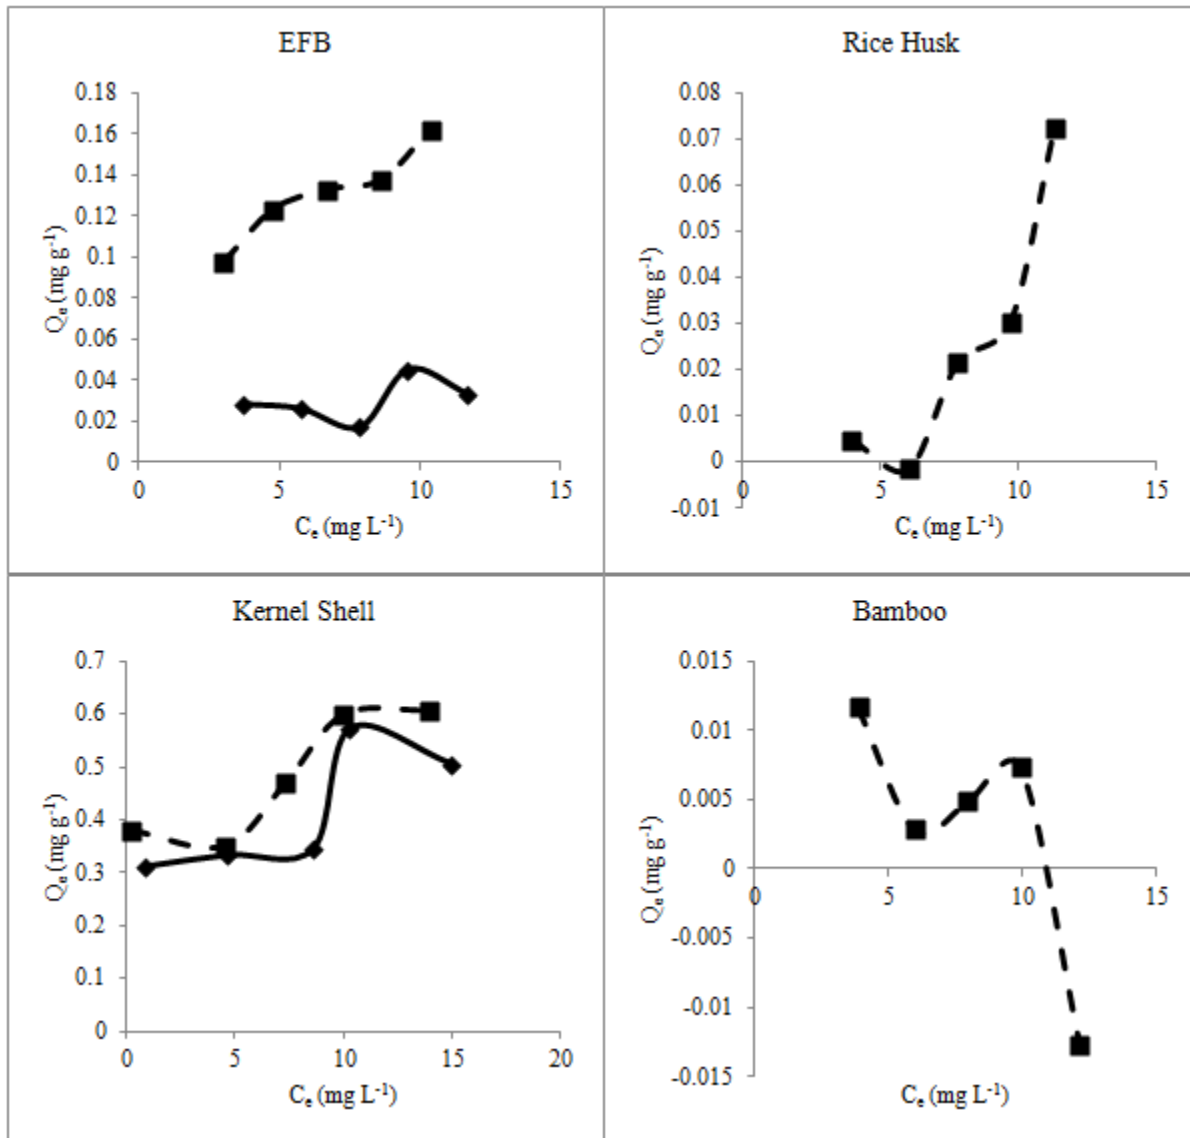 EFB
0.18
0.16
0.14
0.12
0.1
0.08
0.06
0.04
0.02
0
0 5 10 15
Qe (mg g-1)
Ce (mg L-1)
Rice Husk
0.08
0.07
0.06
0.05
0.04
0.03
0.02
0.01
0
-0.01
0 5 10 15
Qe (mg g-1)
Ce (mg L-1)
Kernel Shell
0.7
0.6
0.5
0.4
0.3
0.2
0.1
0
0 5 10 15 20
Qe (mg g-1)
Ce (mg L-1)
Bamboo
0.015
0.01
0.005
0
-0.005
-0.01
-0.015
0 5 10 15
Qe (mg g-1)
Ce (mg L-1)